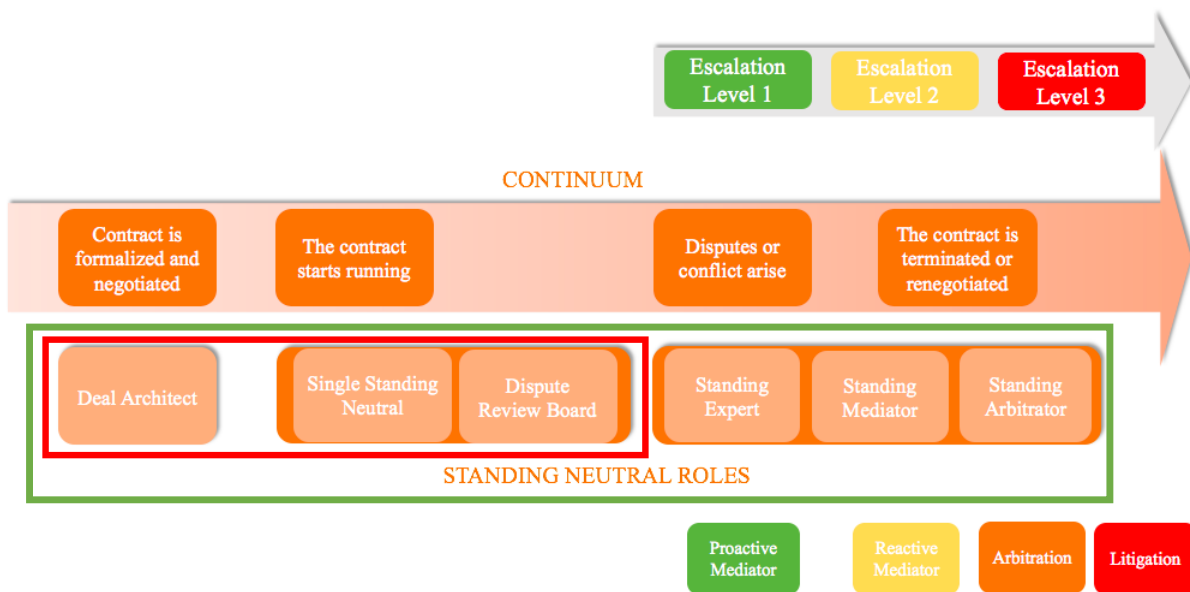 Escalation
Level 1
Escalation
Level 2
Escalation
Level 3
CONTINUUM
Contract is
formalized and
negotiated
The contract
starts running
Disputes or
conflict arise
The contract is
terminated or
renegotiated
Deal Architect
Single Standing
Neutral
Dispute
Review Board
Standing
Expert
Standing
Mediator
Standing
Arbitrator
STANDING NEUTRAL ROLES
Proactive
Mediator
Reactive
Mediator
Arbitration
Litigation